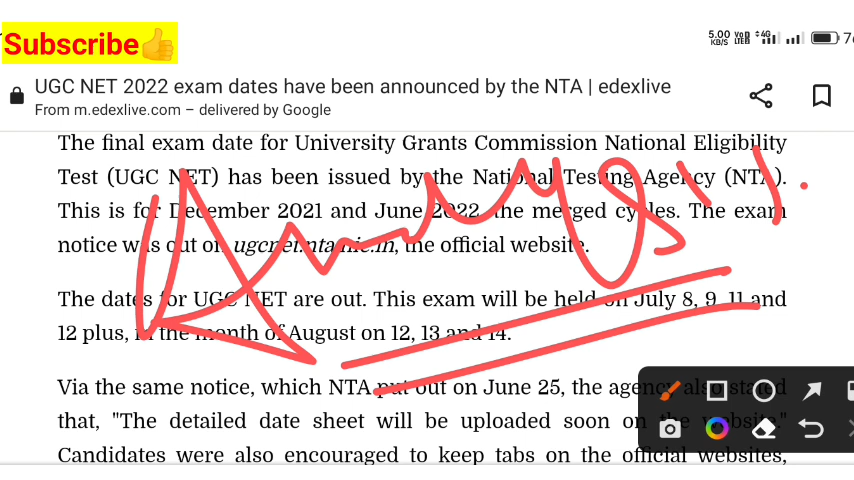 Subscribe👍
5.00 KB/S Vo LTE 4G 7
UGC NET 2022 exam dates have been announced by the NTA | edexlive
From m.edexlive.com – delivered by Google
The final exam date for University Grants Commission National Eligibility
Test (UGC NET) has been issued by the National Testing Agency (NTA).
This is for December 2021 and June 2022, the merged cycles. The exam
notice was out on ugcnet.nta.nic.in, the official website.
The dates for UGC NET are out. This exam will be held on July 8, 9, 11 and
12 plus, in the month of August on 12, 13 and 14.
Via the same notice, which NTA put out on June 25, the agency also stated
that, "The detailed date sheet will be uploaded soon on the website."
Candidates were also encouraged to keep tabs on the official websites,